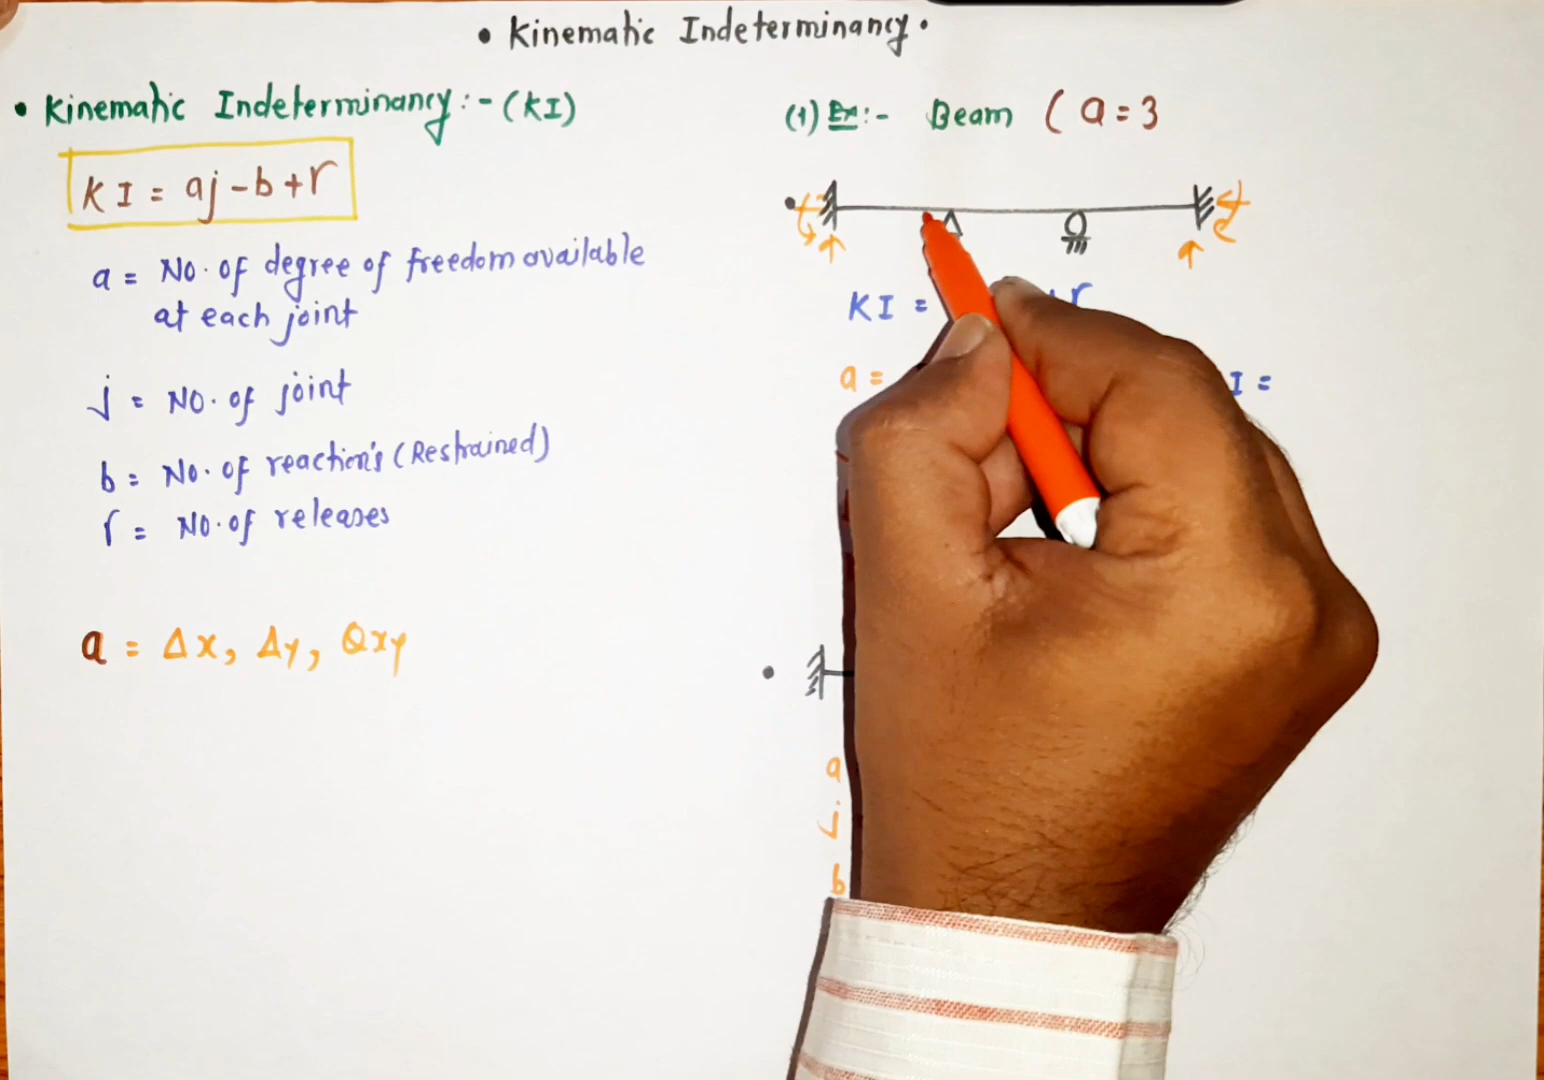 • Kinematic Indeterminancy •
• Kinematic Indeterminancy :- (KI)
KI = aj - b + r
a = No. of degree of freedom available
at each joint
j = No. of joint
b = No. of reaction's (Restrained)
r = No. of releases
a = Δx, Δy, Qxy
(1) Ex :- Beam ( a = 3
KI = + r
a =
I =
a
j
b